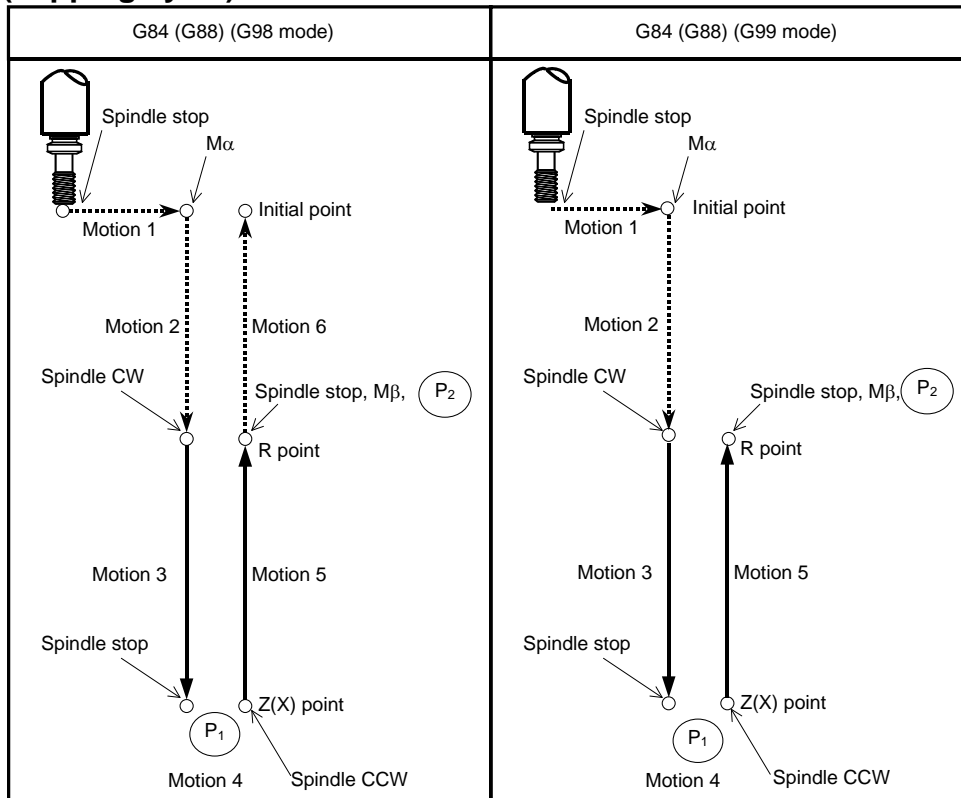 G84 (G88) (G98 mode)
Spindle stop
Mα
Initial point
Motion 1
Motion 2
Motion 6
Spindle CW
Spindle stop, Mβ,
P2
R point
Motion 3
Motion 5
Spindle stop
Z(X) point
P1
Motion 4
Spindle CCW
G84 (G88) (G99 mode)
Spindle stop
Mα
Initial point
Motion 1
Motion 2
Spindle CW
Spindle stop, Mβ,
P2
R point
Motion 3
Motion 5
Spindle stop
Z(X) point
P1
Motion 4
Spindle CCW